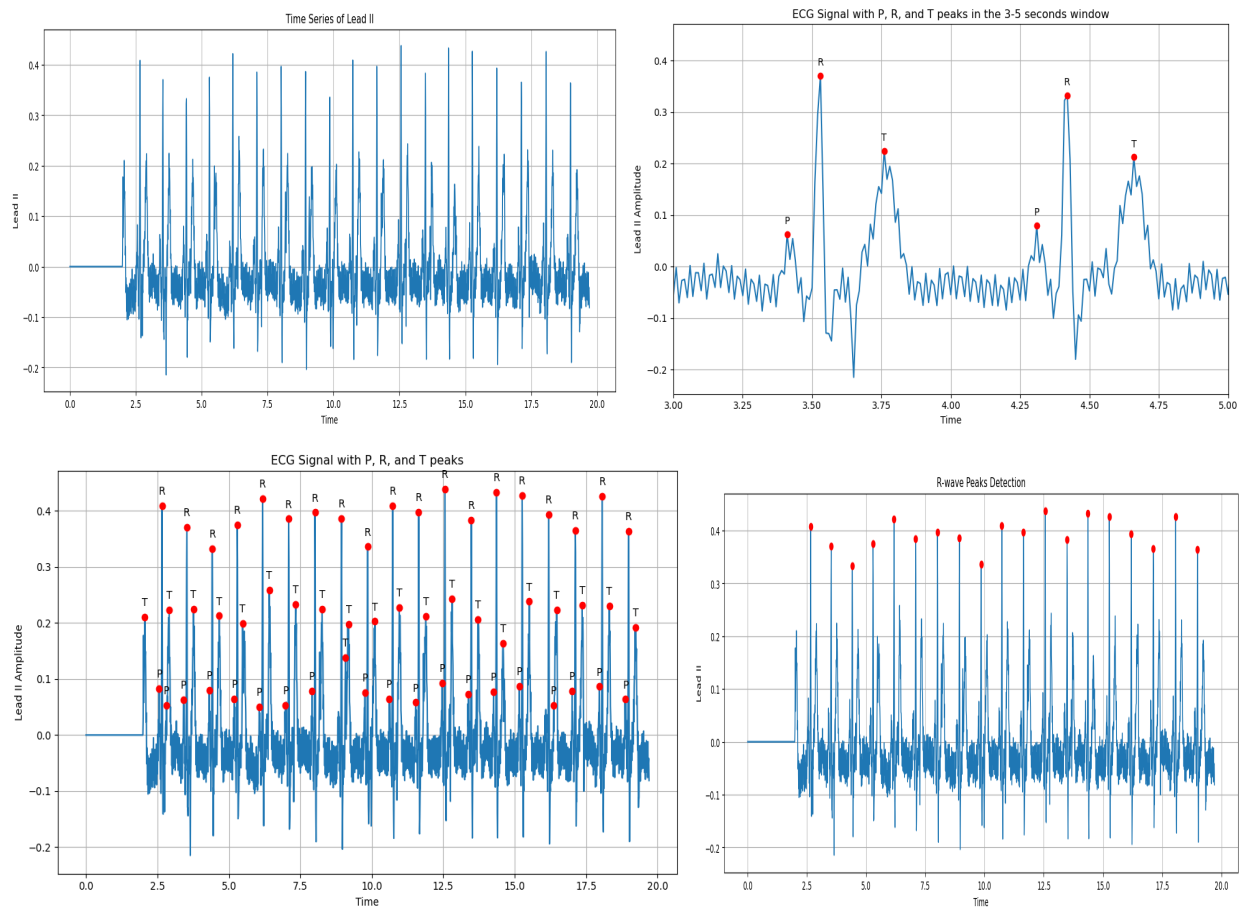 Time Series of Lead II
Lead II
0.4
0.3
0.2
0.1
0.0
−0.1
−0.2
0.0 2.5 5.0 7.5 10.0 12.5 15.0 17.5 20.0
Time
ECG Signal with P, R, and T peaks in the 3-5 seconds window
Lead II Amplitude
0.4
0.3
0.2
0.1
0.0
−0.1
−0.2
R
R
T
T
P
P
3.00 3.25 3.50 3.75 4.00 4.25 4.50 4.75 5.00
Time
ECG Signal with P, R, and T peaks
Lead II Amplitude
0.4
0.3
0.2
0.1
0.0
−0.1
−0.2
R R R R R R R R R R R R R R R R R R R
T T T T T T T T T T T T T T T T T T T T T
P P P P P P P P P P P P P P P P P P P P
0.0 2.5 5.0 7.5 10.0 12.5 15.0 17.5 20.0
Time
R-wave Peaks Detection
Lead II
0.4
0.3
0.2
0.1
0.0
−0.1
−0.2
0.0 2.5 5.0 7.5 10.0 12.5 15.0 17.5 20.0
Time